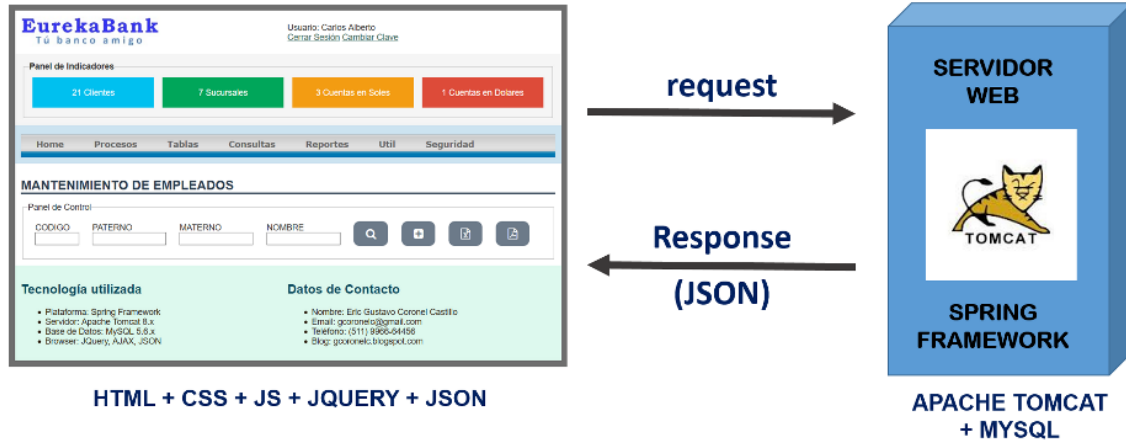 EurekaBank
Tú banco amigo
Usuario: Carlos Alberto
Cerrar Sesión Cambiar Clave
Panel de Indicadores
21 Clientes
7 Sucursales
3 Cuentas en Soles
1 Cuentas en Dolares
Home Procesos Tablas Consultas Reportes Util Seguridad
MANTENIMIENTO DE EMPLEADOS
Panel de Control
CODIGO PATERNO MATERNO NOMBRE
Tecnología utilizada
Plataforma: Spring Framework
Servidor: Apache Tomcat 8.x
Base de Datos: MySQL 5.6.x
Browser: JQuery, AJAX, JSON
Datos de Contacto
Nombre: Eric Gustavo Coronel Castillo
Email: gcoronelc@gmail.com
Teléfono: (511) 9966-64456
Blog: gcoronelc.blogspot.com
HTML + CSS + JS + JQUERY + JSON
request
Response
(JSON)
SERVIDOR
WEB
TOMCAT
SPRING
FRAMEWORK
APACHE TOMCAT
+ MYSQL